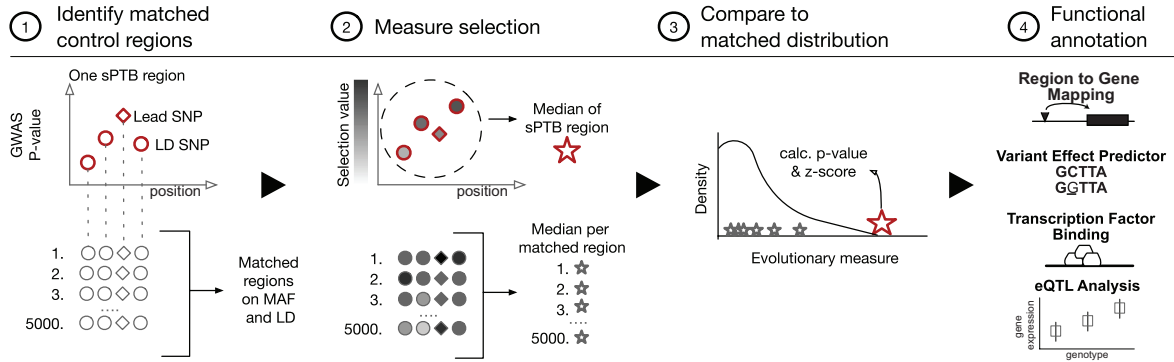 1 Identify matched
control regions
One sPTB region
GWAS
P-value
Lead SNP
LD SNP
position
1.
2.
3.
....
5000.
Matched
regions
on MAF
and LD
2 Measure selection
Selection value
position
Median of
sPTB region
1.
2.
3.
....
5000.
Median per
matched region
1.
2.
3.
....
5000.
3 Compare to
matched distribution
Density
calc. p-value
& z-score
Evolutionary measure
4 Functional
annotation
Region to Gene
Mapping
Variant Effect Predictor
GCTTA
GGTTA
Transcription Factor
Binding
eQTL Analysis
gene
expression
genotype